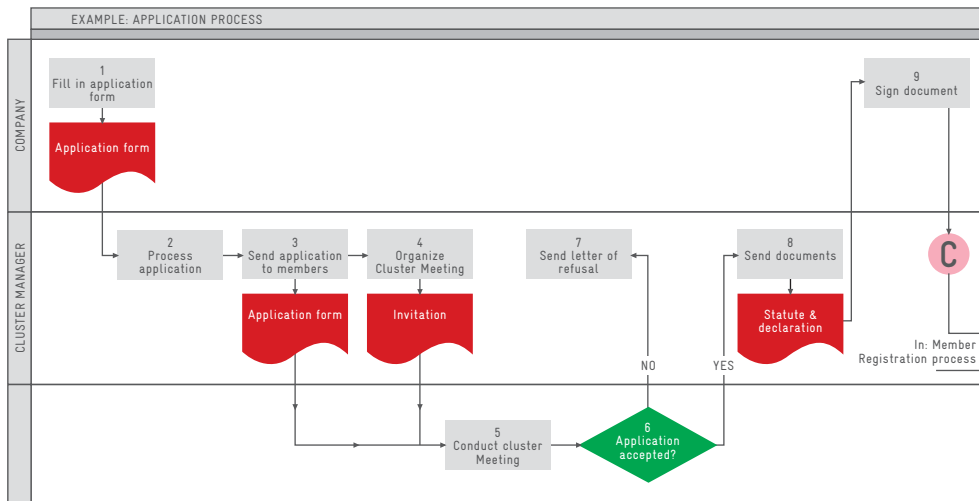 EXAMPLE: APPLICATION PROCESS
COMPANY
1
Fill in application
form
Application form
9
Sign document
CLUSTER MANAGER
2
Process
application
3
Send application
to members
4
Organize
Cluster Meeting
7
Send letter of
refusal
8
Send documents
C
Application form
Invitation
Statute &
declaration
In: Member
Registration process
NO
YES
5
Conduct cluster
Meeting
6
Application
accepted?